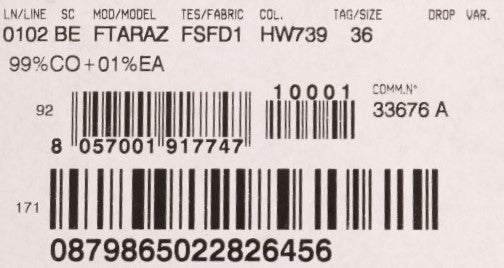 LN/LINE SC MOD/MODEL TES/FABRIC COL. TAG/SIZE DROP VAR.
0102 BE FTARAZ FSFD1 HW739 36
99%CO+01%EA
10001 COMM.N°
92 33676 A
8 057001 917747
171
0879865022826456